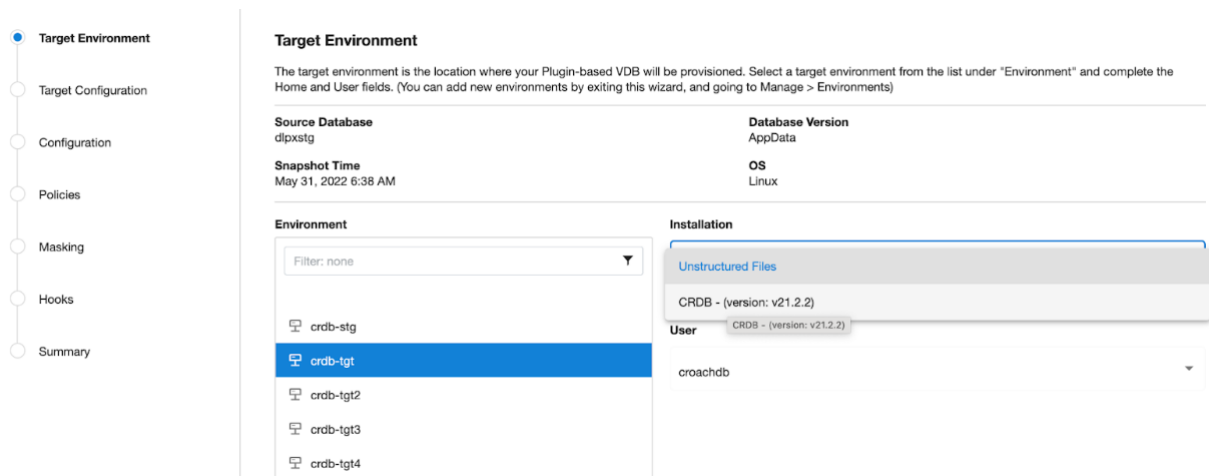 Target Environment
Target Configuration
Configuration
Policies
Masking
Hooks
Summary
Target Environment
The target environment is the location where your Plugin-based VDB will be provisioned. Select a target environment from the list under "Environment" and complete the
Home and User fields. (You can add new environments by exiting this wizard, and going to Manage > Environments)
Source Database
dlpxstg
Database Version
AppData
Snapshot Time
May 31, 2022 6:38 AM
OS
Linux
Environment
Filter: none
crdb-stg
crdb-tgt
crdb-tgt2
crdb-tgt3
crdb-tgt4
Installation
Unstructured Files
CRDB - (version: v21.2.2)
CRDB - (version: v21.2.2)
User
croachdb